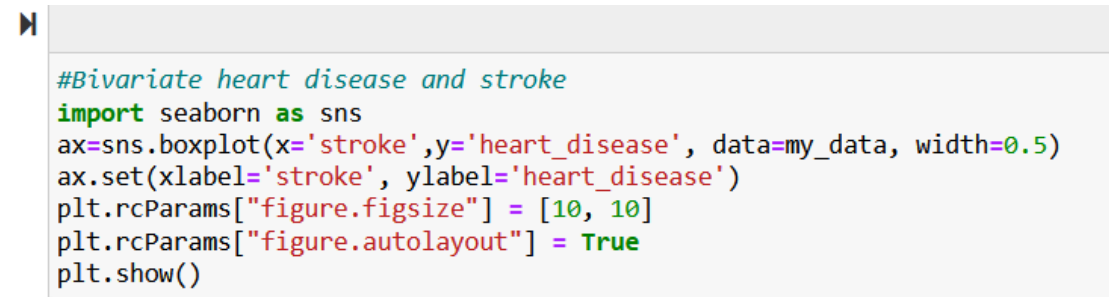 #Bivariate heart disease and stroke
import seaborn as sns
ax=sns.boxplot(x='stroke',y='heart_disease', data=my_data, width=0.5)
ax.set(xlabel='stroke', ylabel='heart_disease')
plt.rcParams["figure.figsize"] = [10, 10]
plt.rcParams["figure.autolayout"] = True
plt.show()